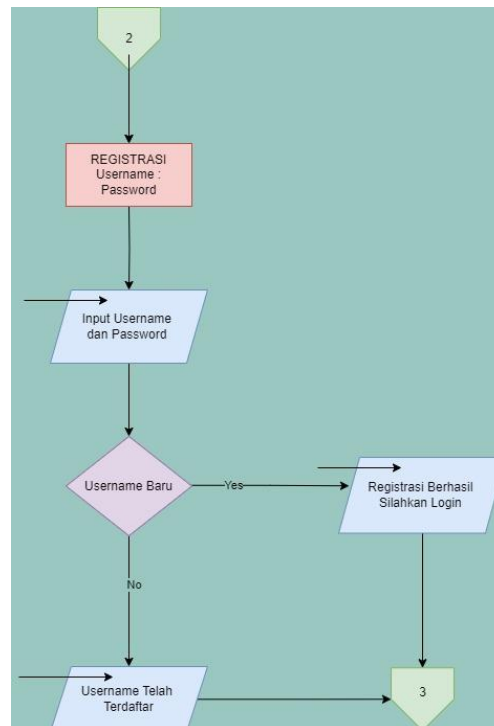 2
REGISTRASI
Username :
Password
Input Username
dan Password
Username Baru
Yes
Registrasi Berhasil
Silahkan Login
No
Username Telah
Terdaftar
3